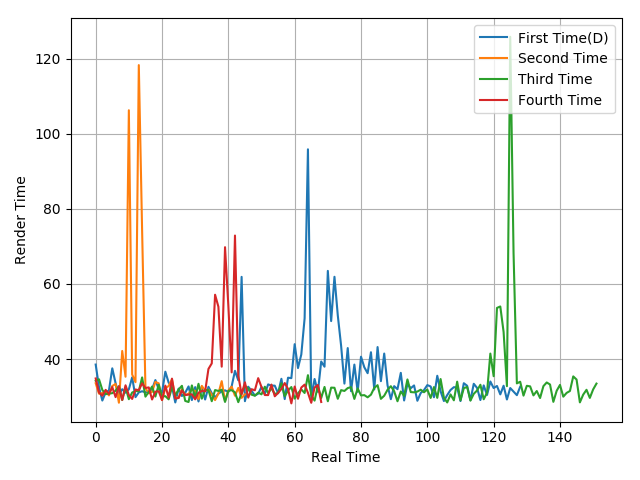 First Time(D)
Second Time
Third Time
Fourth Time
120
100
80
60
40
Render Time
0
20
40
60
80
100
120
140
Real Time